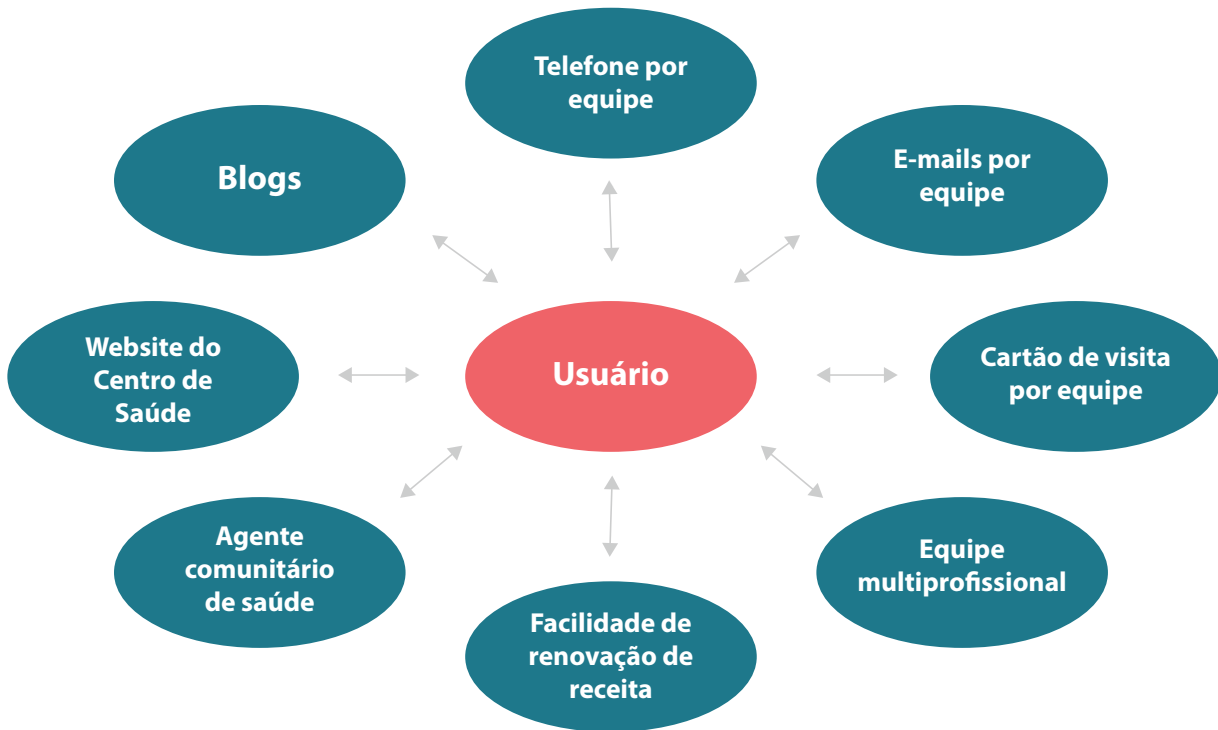 Telefone por
equipe
E-mails por
equipe
Blogs
Cartão de visita
por equipe
Website do
Centro de
Saúde
Usuário
Equipe
multiprofissional
Agente
comunitário
de saúde
Facilidade de
renovação de
receita